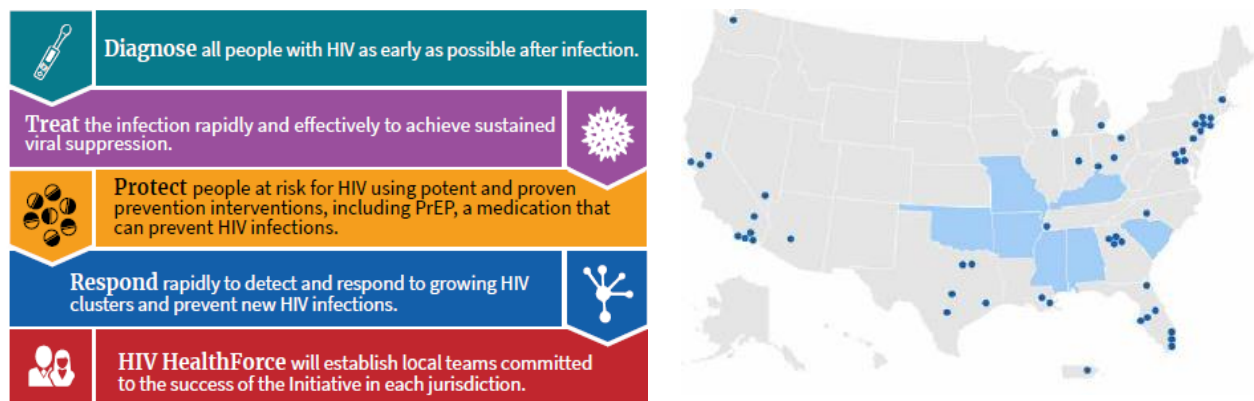 Diagnose all people with HIV as early as possible after infection.
Treat the infection rapidly and effectively to achieve sustained
viral suppression.
Protect people at risk for HIV using potent and proven
prevention interventions, including PrEP, a medication that
can prevent HIV infections.
Respond rapidly to detect and respond to growing HIV
clusters and prevent new HIV infections.
HIV HealthForce will establish local teams committed
to the success of the Initiative in each jurisdiction.